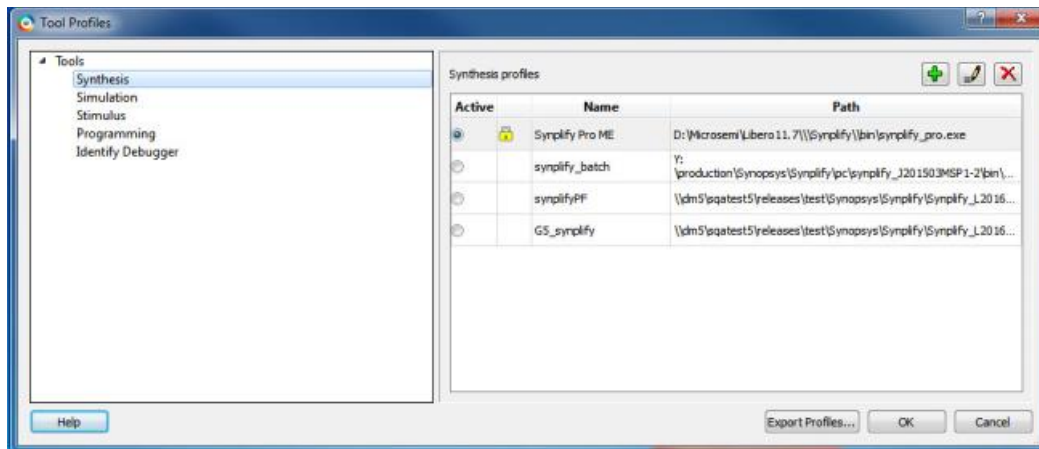 Tool Profiles
Tools
Synthesis
Simulation
Stimulus
Programming
Identify Debugger
Synthesis profiles
Active Name Path
Synplify Pro ME D:\Microsemi\Libero11.7\\\Synplify\\bin\synplify_pro.exe
synplify_batch Y:
\production\Synopsys\Synplify\pc\synplify_J201503MSP1-2\bin\...
synplifyPF \\dm5\sqatest5\releases\test\Synopsys\Synplify\Synplify_L2016...
GS_synplify \\dm5\sqatest5\releases\test\Synopsys\Synplify\Synplify_L2016...
Help Export Profiles... OK Cancel